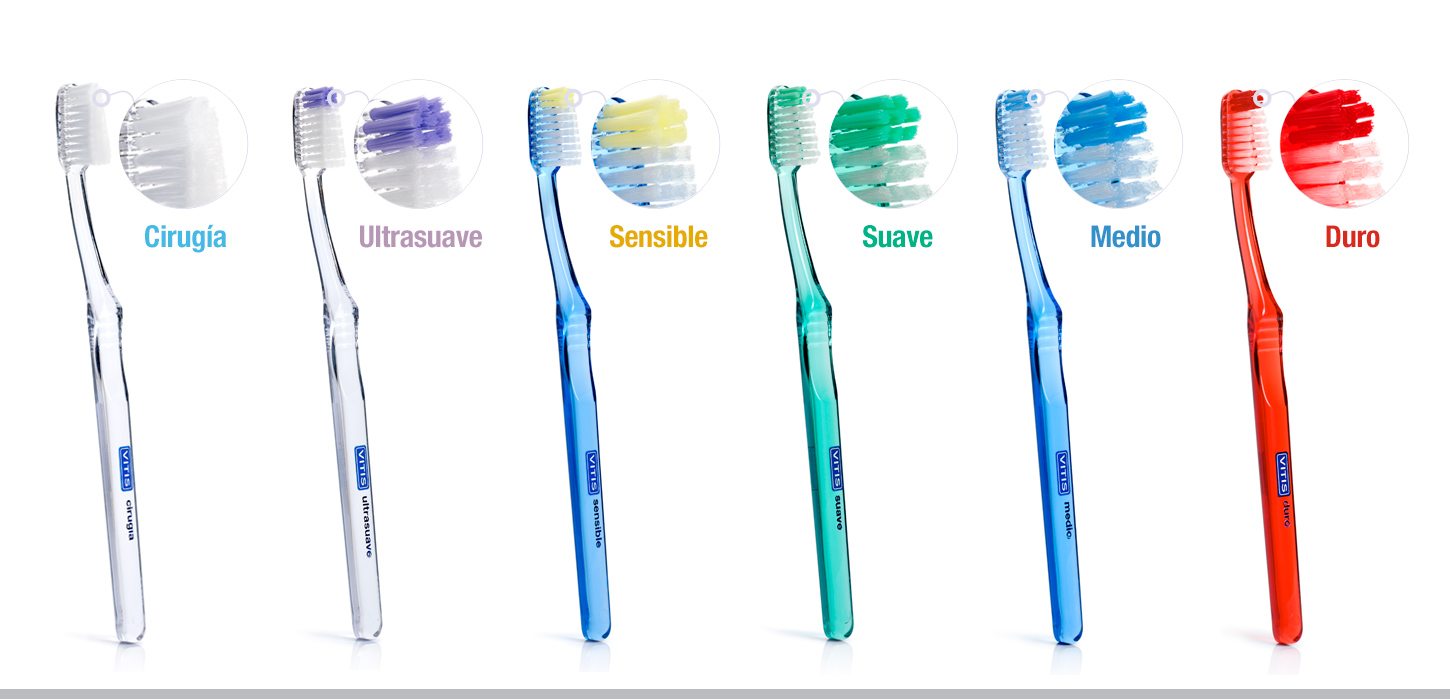 Cirugía
Ultrasuave
Sensible
Suave
Medio
Duro
VITIS cirugía
VITIS ultrasuave
VITIS sensible
VITIS suave
VITIS medio
VITIS duro